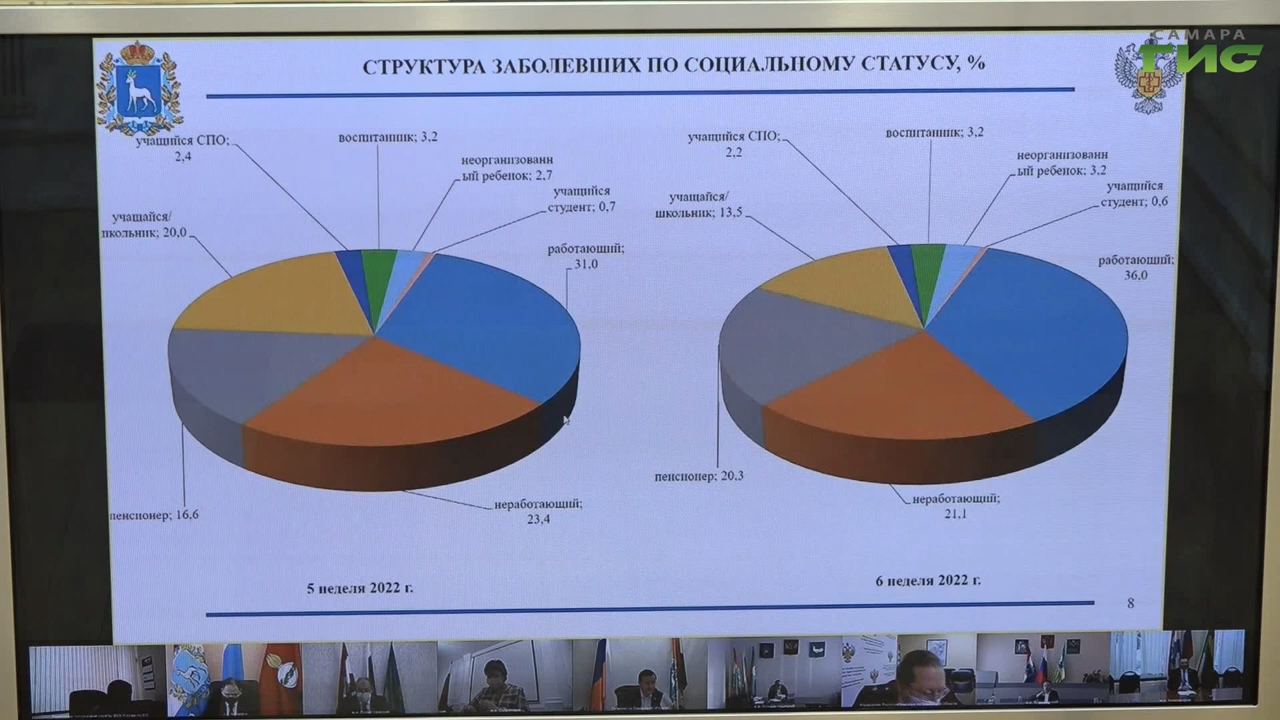 САМАРА
ГИС
СТРУКТУРА ЗАБОЛЕВШИХ ПО СОЦИАЛЬНОМУ СТАТУСУ, %
учащийся СПО;
2,4
воспитанник; 3,2
неорганизованн
ый ребенок; 2,7
учащийся
студент; 0,7
учащайся/
школьник; 20,0
работающий;
31,0
пенсионер; 16,6
неработающий;
23,4
5 неделя 2022 г.
учащийся СПО;
2,2
воспитанник; 3,2
неорганизованн
ый ребенок; 3,2
учащийся
студент; 0,6
учащайся/
школьник; 13,5
работающий;
36,0
пенсионер; 20,3
неработающий;
21,1
6 неделя 2022 г.
8